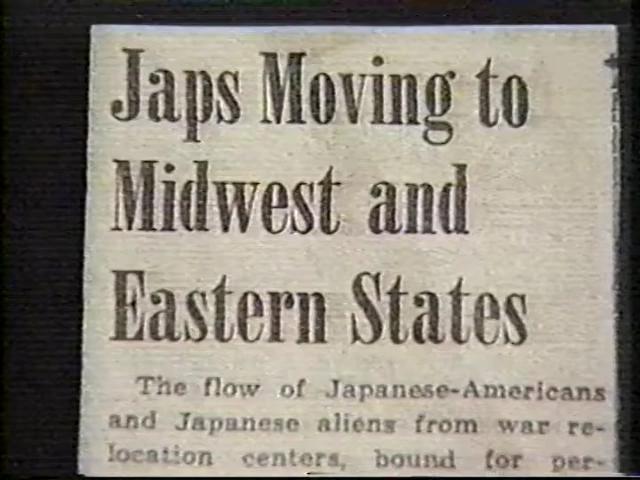 Japs Moving to
Midwest and
Eastern States
The flow of Japanese-Americans
and Japanese aliens from war re-
location centers, bound for per-